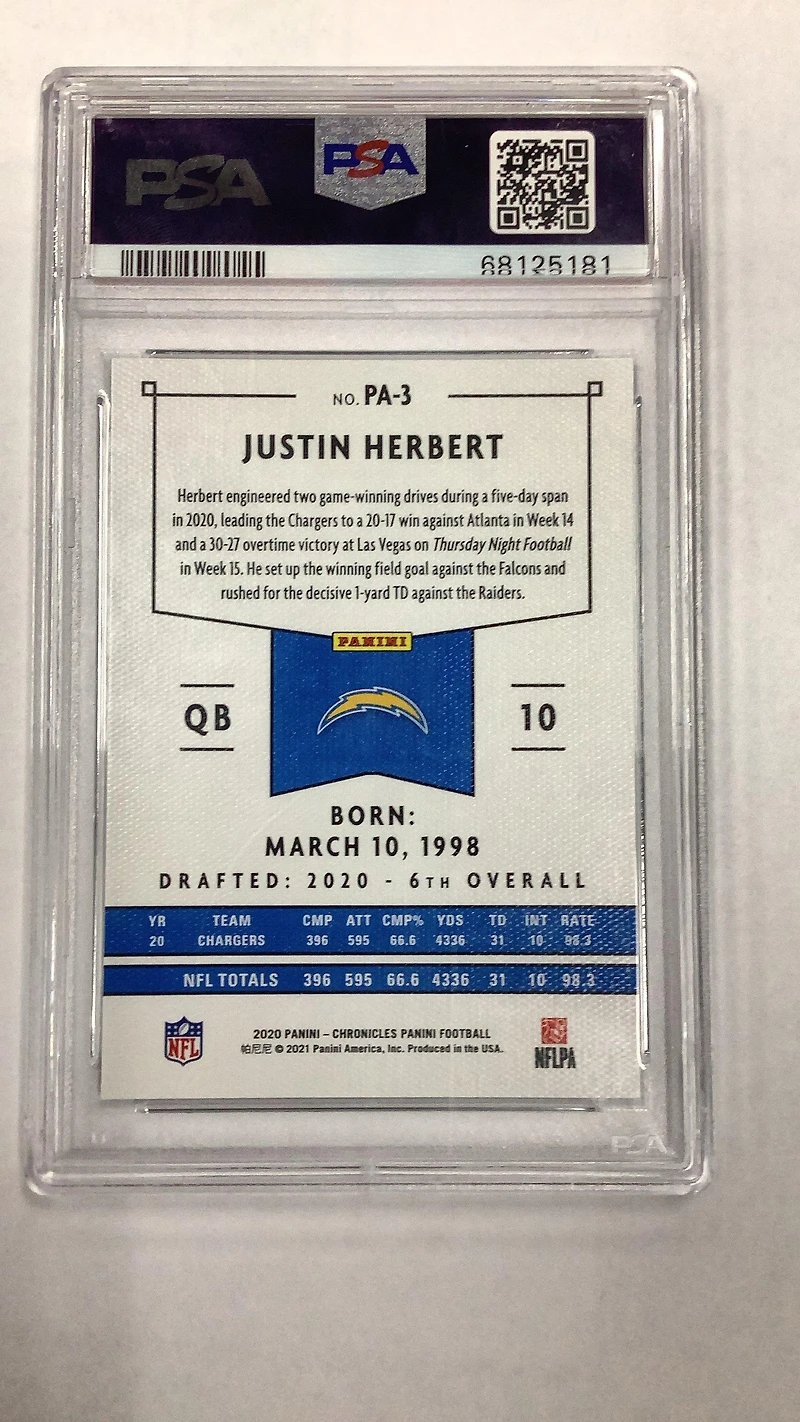 PSA PSA
68125181
NO. PA-3
JUSTIN HERBERT
Herbert engineered two game-winning drives during a five-day span
in 2020, leading the Chargers to a 20-17 win against Atlanta in Week 14
and a 30-27 overtime victory at Las Vegas on Thursday Night Football
in Week 15. He set up the winning field goal against the Falcons and
rushed for the decisive 1-yard TD against the Raiders.
PANINI
QB 10
BORN:
MARCH 10, 1998
DRAFTED: 2020 - 6TH OVERALL
YR TEAM CMP ATT CMP% YDS TD INT RATE
20 CHARGERS 396 595 66.6 4336 31 10 98.3
NFL TOTALS 396 595 66.6 4336 31 10 98.3
NFL
2020 PANINI – CHRONICLES PANINI FOOTBALL
帕尼尼 © 2021 Panini America, Inc. Produced in the USA.
NFLPA
PSA